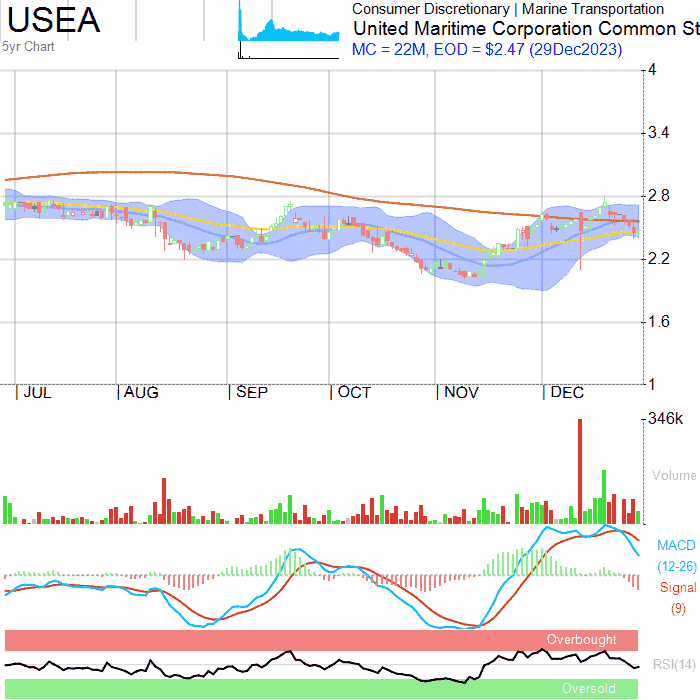 USEA
5yr Chart
Consumer Discretionary | Marine Transportation
United Maritime Corporation Common St
MC = 22M, EOD = $2.47 (29Dec2023)
4
3.4
2.8
2.2
1.6
1
JUL AUG SEP OCT NOV DEC
346k
Volume
MACD
(12-26)
Signal
(9)
Overbought
RSI(14)
Oversold